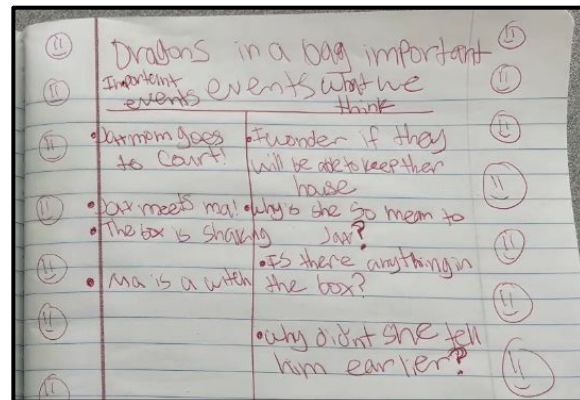 Dragons in a bag important
events
Important
events
What we
think
•Jax mom goes
to court!
•I wonder if they
will be able to keep ther
house
•Jax meets ma!
•Why is she so mean to
Jax?
•The box is shaking
•Is there anything in
the box?
•Ma is a witch
•why didnt she tell
him earlier?